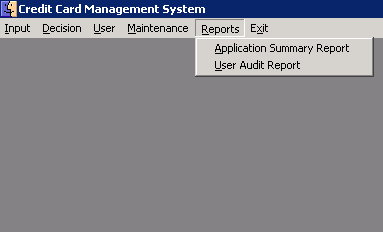 Credit Card Management System
Input Decision User Maintenance Reports Exit
Application Summary Report
User Audit Report